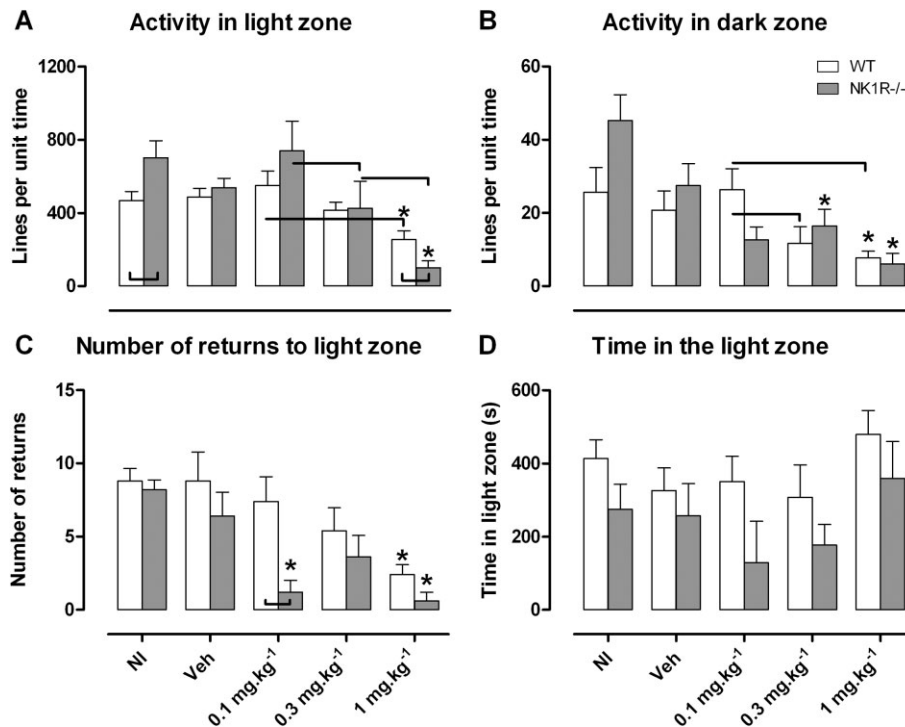 A Activity in light zone
Lines per unit time
1200
800
400
0
*
*
B Activity in dark zone
Lines per unit time
60
40
20
0
WT
NK1R-/-
*
*
*
C Number of returns to light zone
Number of returns
15
10
5
0
*
*
*
NI
Veh
0.1 mg.kg⁻¹
0.3 mg.kg⁻¹
1 mg.kg⁻¹
D Time in the light zone
Time in light zone (s)
600
400
200
0
NI
Veh
0.1 mg.kg⁻¹
0.3 mg.kg⁻¹
1 mg.kg⁻¹